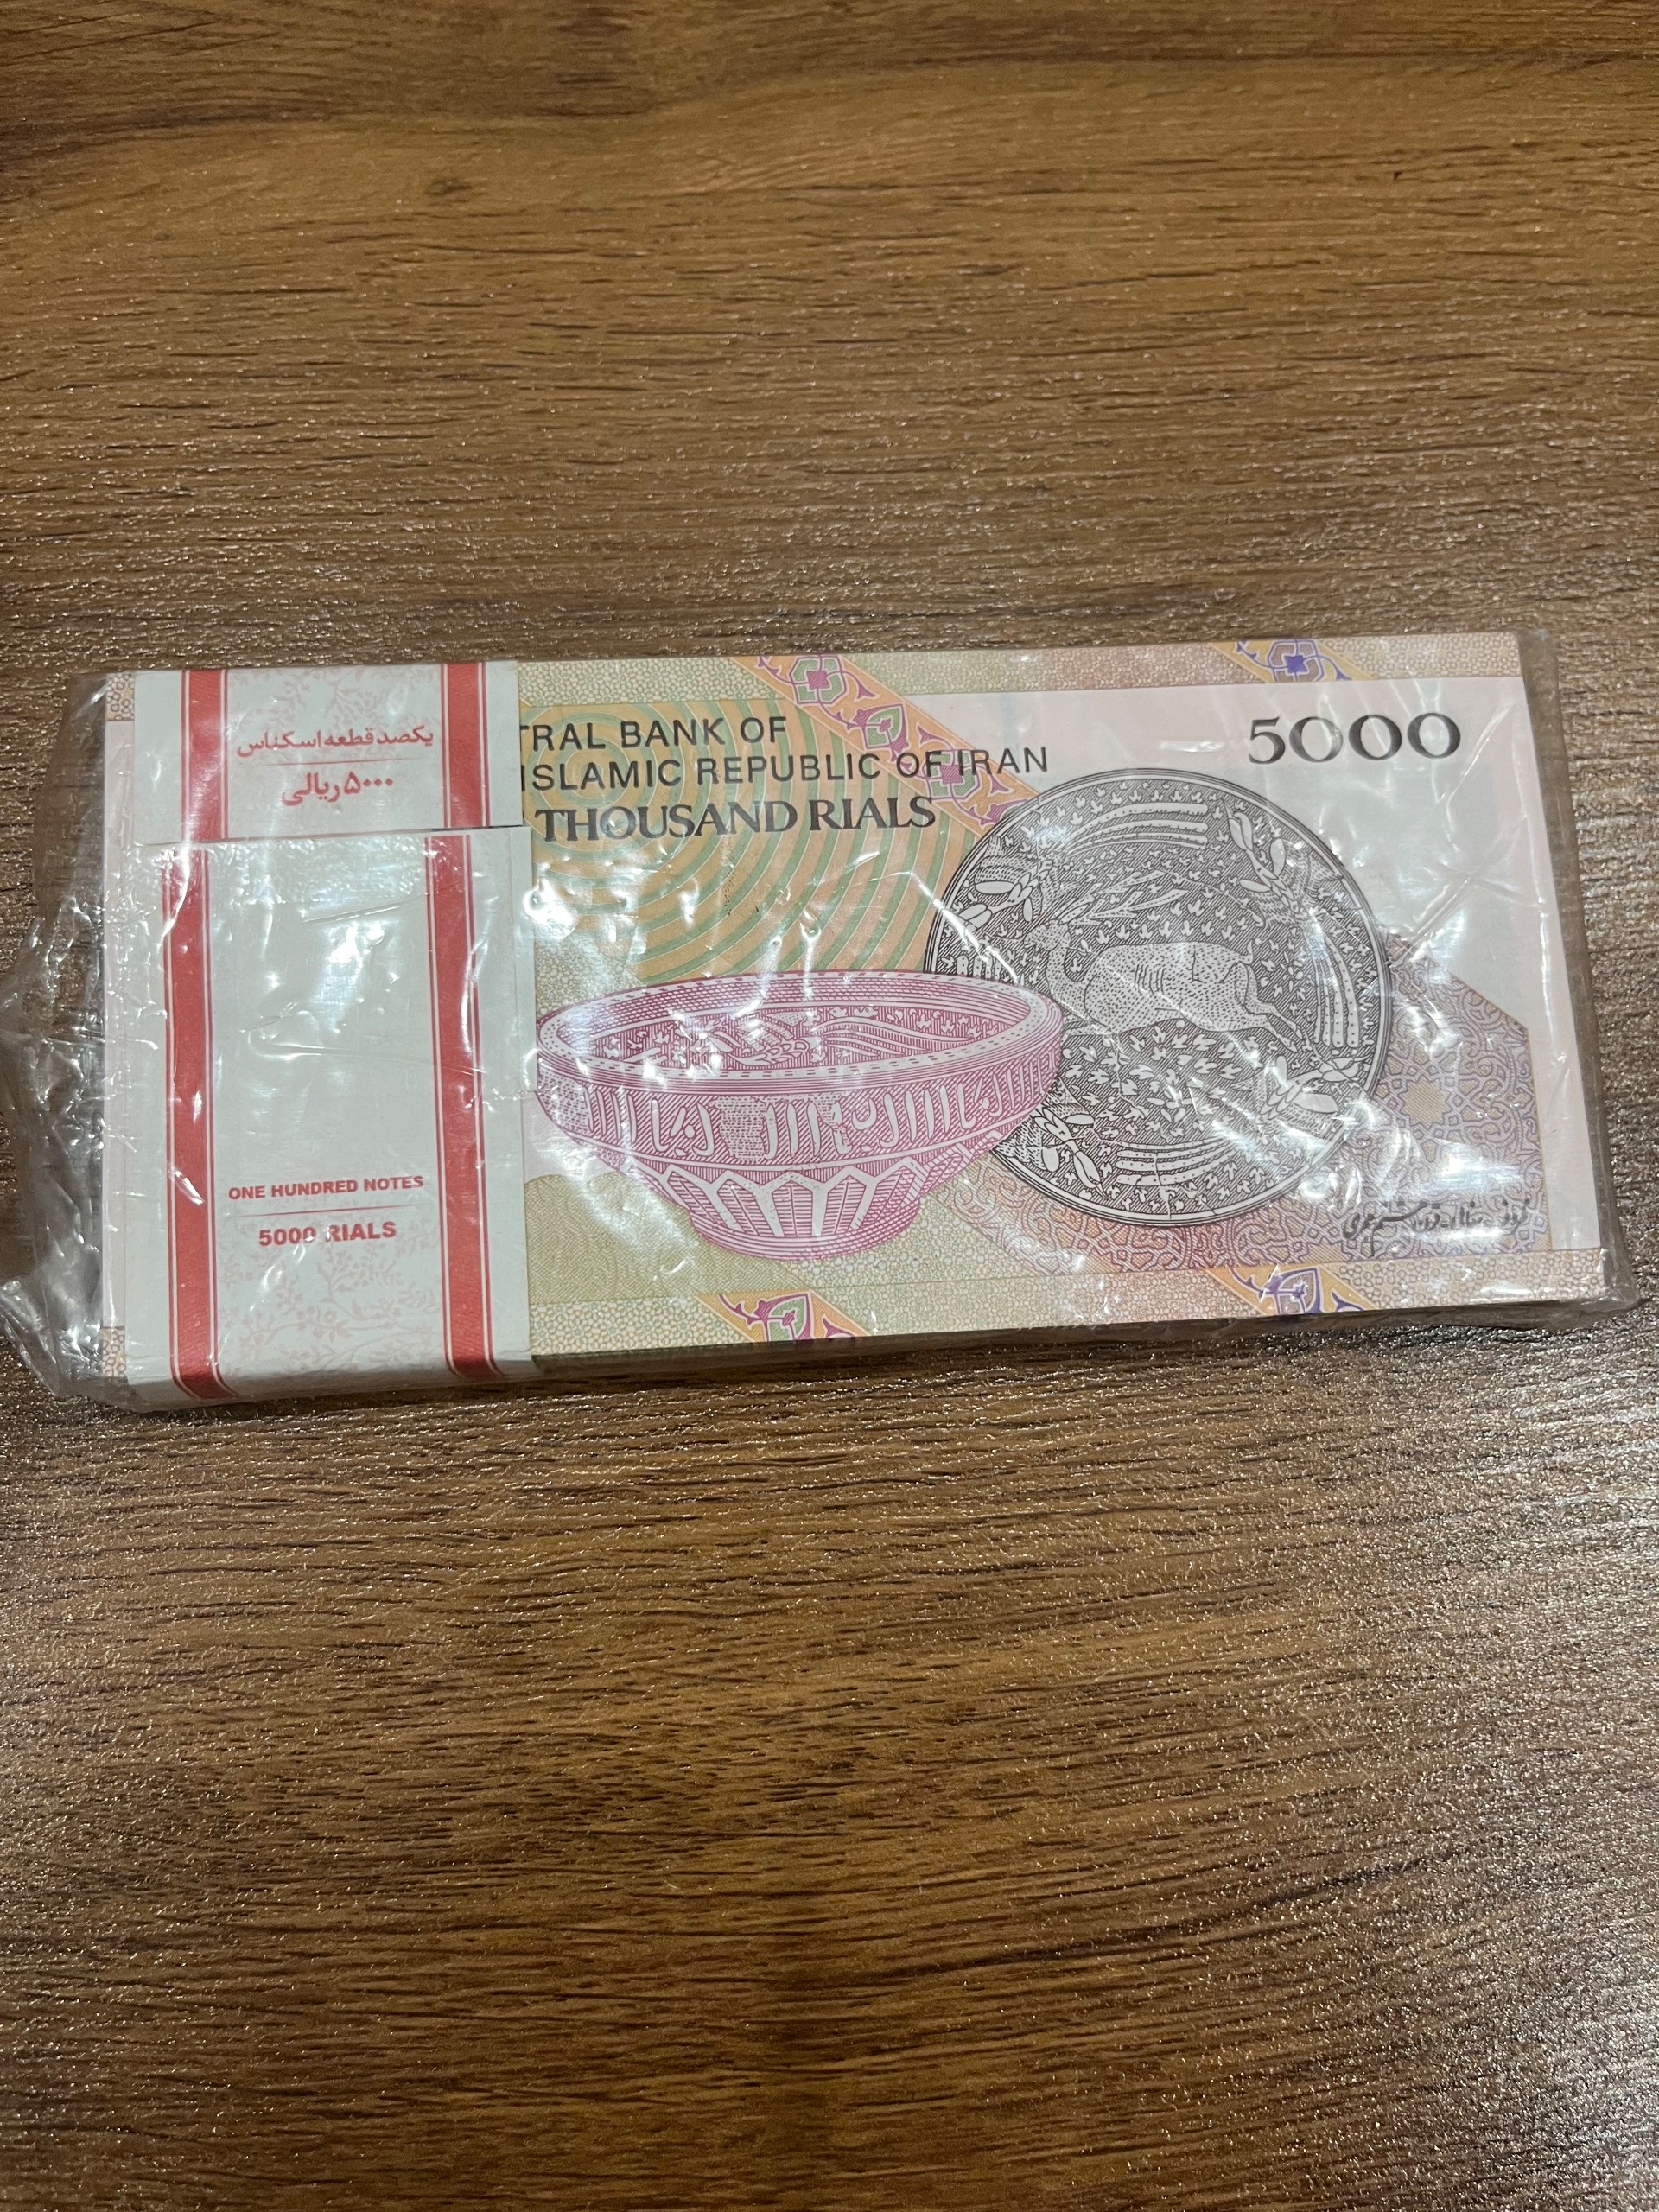 یکصد قطعه اسکناس
۵۰۰۰ ریالی
TRAL BANK OF
ISLAMIC REPUBLIC OF IRAN
THOUSAND RIALS
5000
ONE HUNDRED NOTES
5000 RIALS